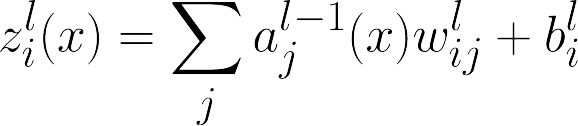 $z_i^l(x) = \sum_j a_j^{l-1}(x) w_{ij}^l + b_i^l$